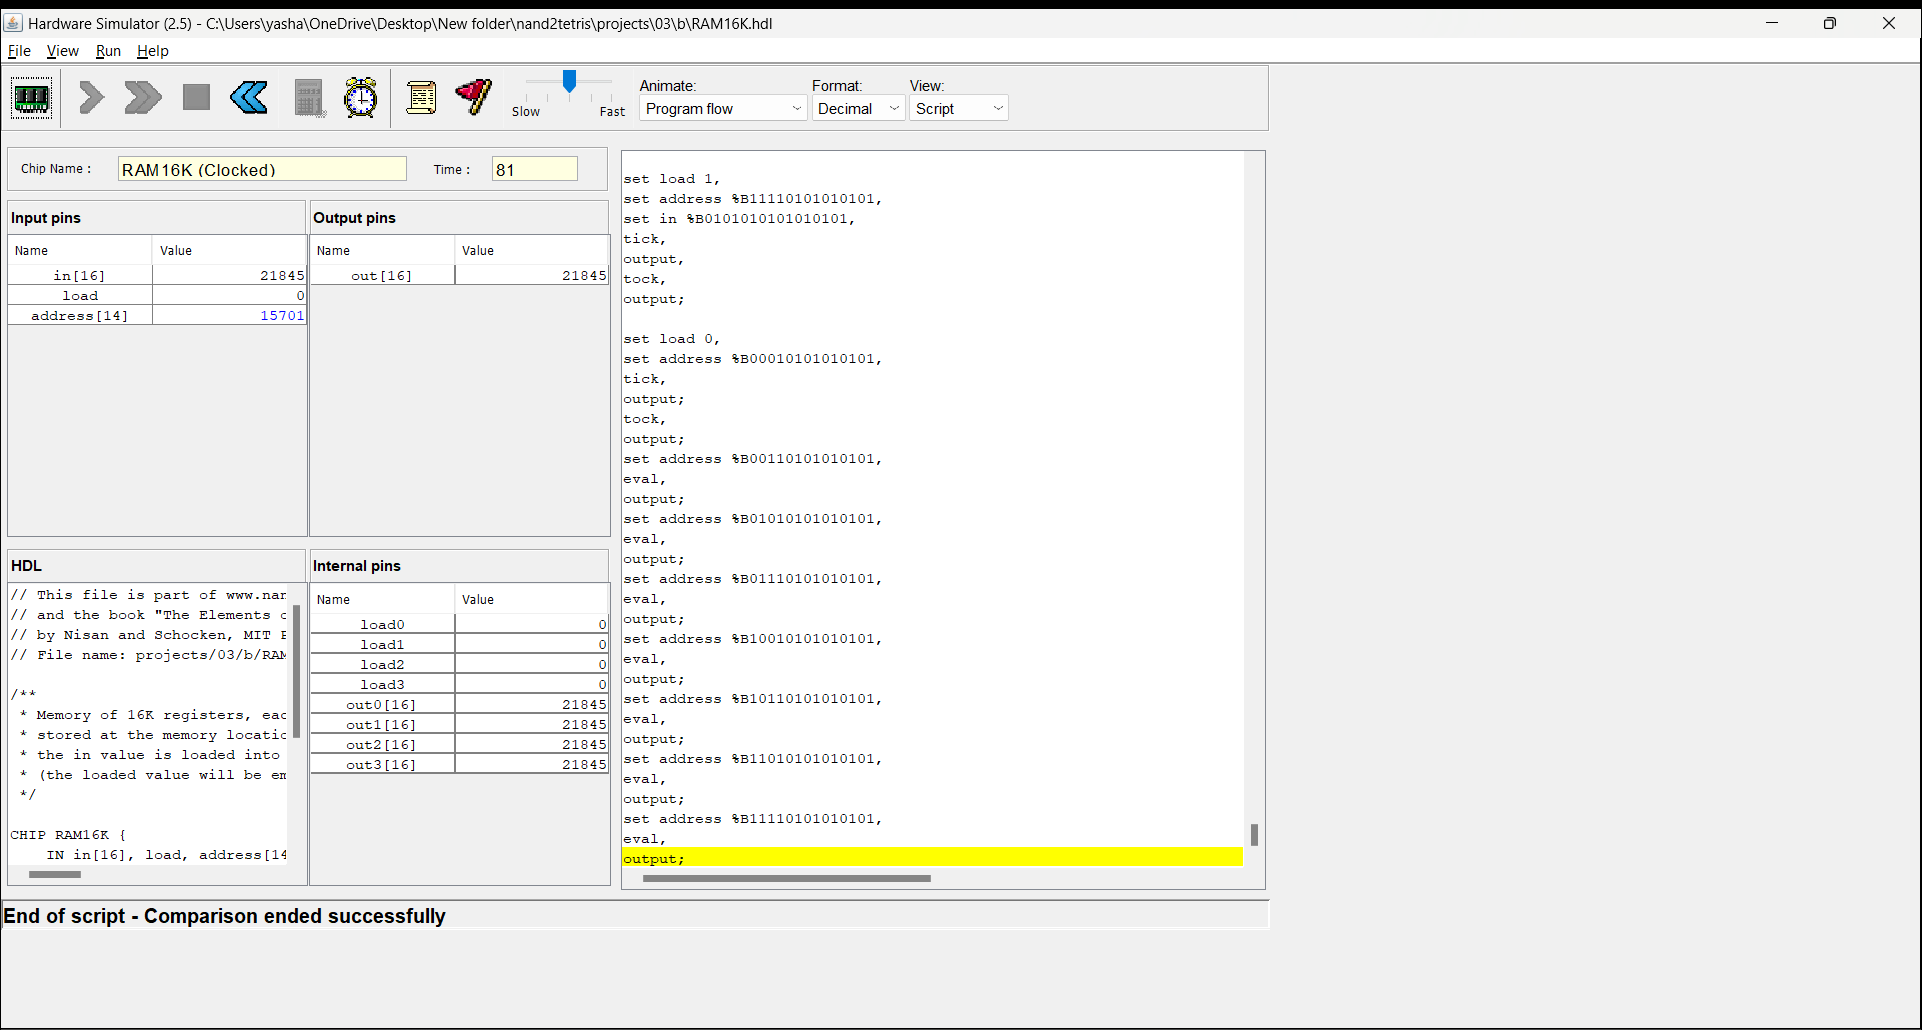 Hardware Simulator (2.5) - C:\Users\yasha\OneDrive\Desktop\New folder\nand2tetris\projects\03\b\RAM16K.hdl
File View Run Help
Animate: Format: View:
Slow Fast Program flow Decimal Script
Chip Name : RAM16K (Clocked) Time : 81
Input pins
Name Value
in[16] 21845
load 0
address[14] 15701
Output pins
Name Value
out[16] 21845
HDL
// This file is part of www.nan
// and the book "The Elements o
// by Nisan and Schocken, MIT P
// File name: projects/03/b/RAM
/**
* Memory of 16K registers, eac
* stored at the memory locatio
* the in value is loaded into
* (the loaded value will be em
*/
CHIP RAM16K {
IN in[16], load, address[14
Internal pins
Name Value
load0 0
load1 0
load2 0
load3 0
out0[16] 21845
out1[16] 21845
out2[16] 21845
out3[16] 21845
set load 1,
set address %B11110101010101,
set in %B0101010101010101,
tick,
output,
tock,
output;
set load 0,
set address %B00010101010101,
tick,
output;
tock,
output;
set address %B00110101010101,
eval,
output;
set address %B01010101010101,
eval,
output;
set address %B01110101010101,
eval,
output;
set address %B10010101010101,
eval,
output;
set address %B10110101010101,
eval,
output;
set address %B11010101010101,
eval,
output;
set address %B11110101010101,
eval,
output;
End of script - Comparison ended successfully